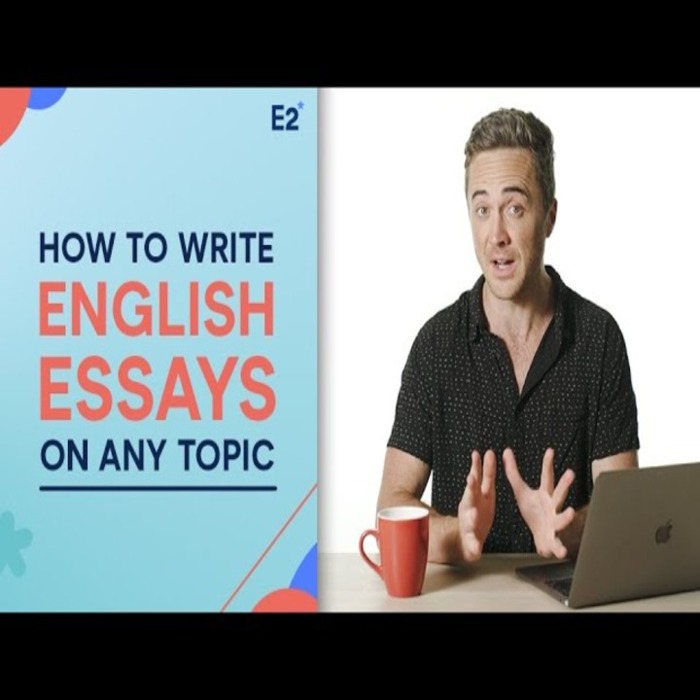 E2*
HOW TO WRITE
ENGLISH
ESSAYS
ON ANY TOPIC